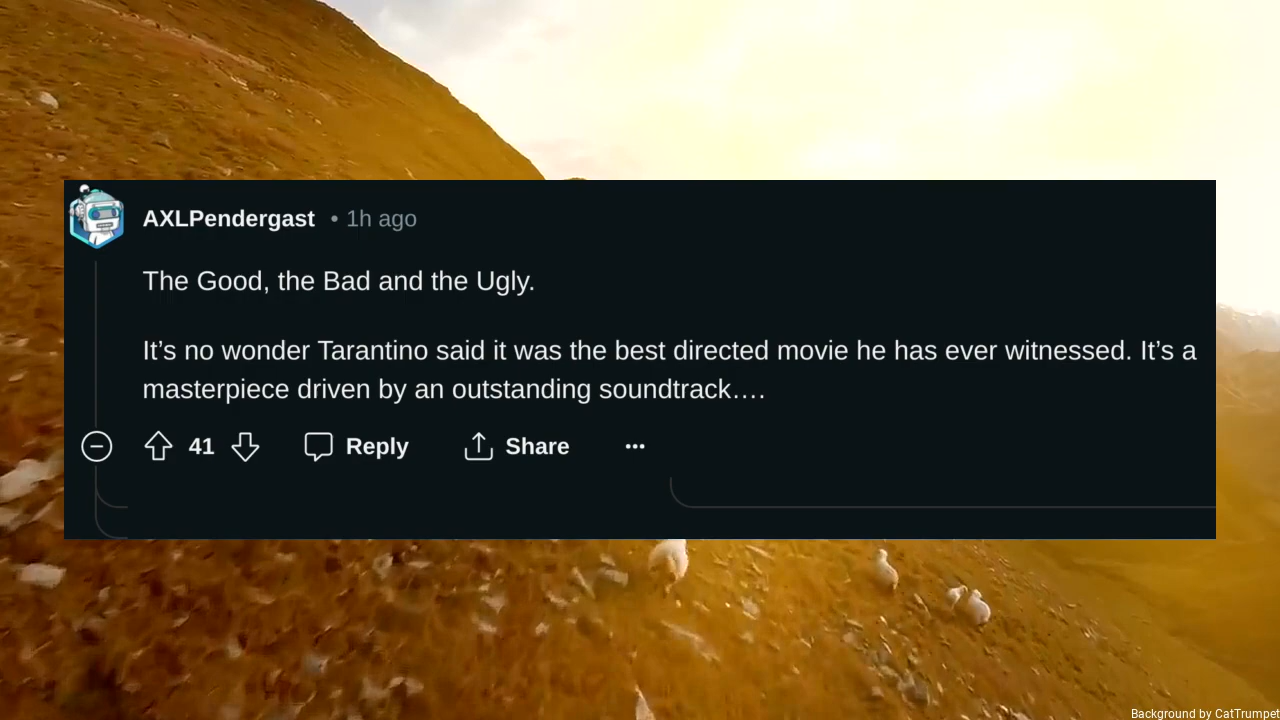 AXLPendergast • 1h ago
The Good, the Bad and the Ugly.
It’s no wonder Tarantino said it was the best directed movie he has ever witnessed. It’s a
masterpiece driven by an outstanding soundtrack….
41 Reply Share ···
Background by CatTrumpet